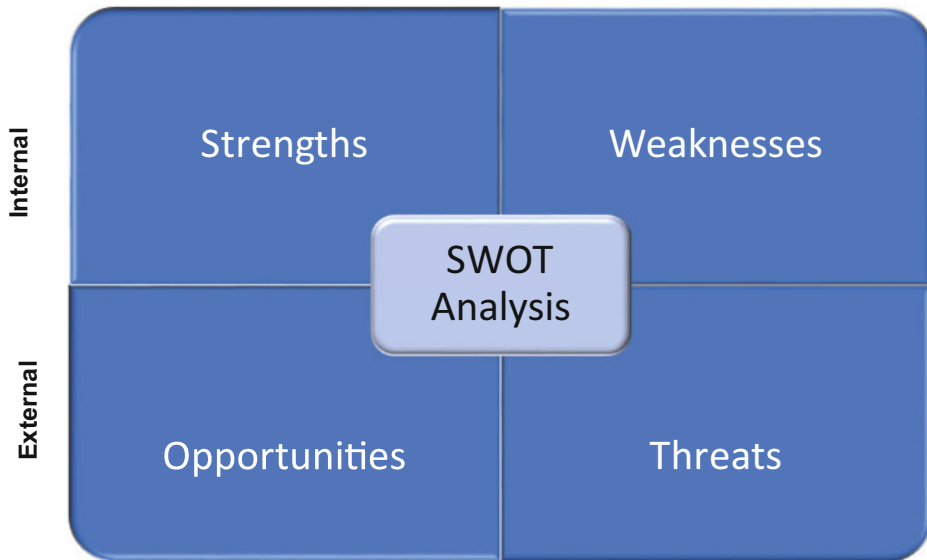 Internal
Strengths
Weaknesses
SWOT
Analysis
External
Opportunities
Threats